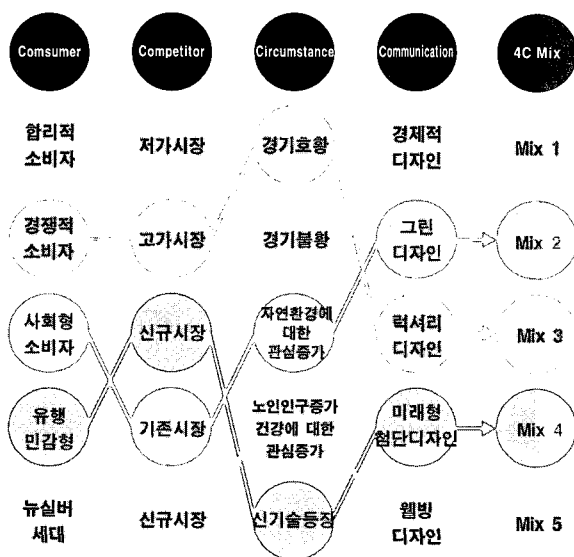 Comsumer Competitor Circumstance Communication 4C Mix
합리적
소비자
저가시장
경기호황
경제적
디자인
Mix 1
경쟁적
소비자
고가시장
경기불황
그린
디자인
Mix 2
사회형
소비자
신규시장
자연환경에
대한
관심증가
럭셔리
디자인
Mix 3
유행
민감형
기존시장
노인인구증가
건강에 대한
관심증가
미래형
첨단디자인
Mix 4
뉴실버
세대
신규시장
신기술등장
웹빙
디자인
Mix 5